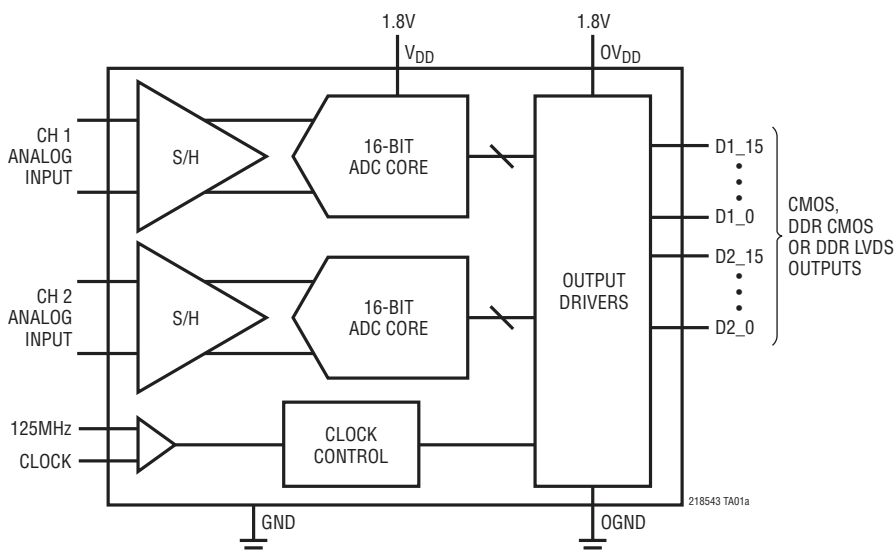 1.8V
1.8V
VDD
OVDD
CH 1
ANALOG
INPUT
S/H
16-BIT
ADC CORE
D1_15
D1_0
CH 2
ANALOG
INPUT
S/H
16-BIT
ADC CORE
OUTPUT
DRIVERS
D2_15
D2_0
CMOS,
DDR CMOS
OR DDR LVDS
OUTPUTS
125MHz
CLOCK
CLOCK
CONTROL
GND
OGND
218543 TA01a